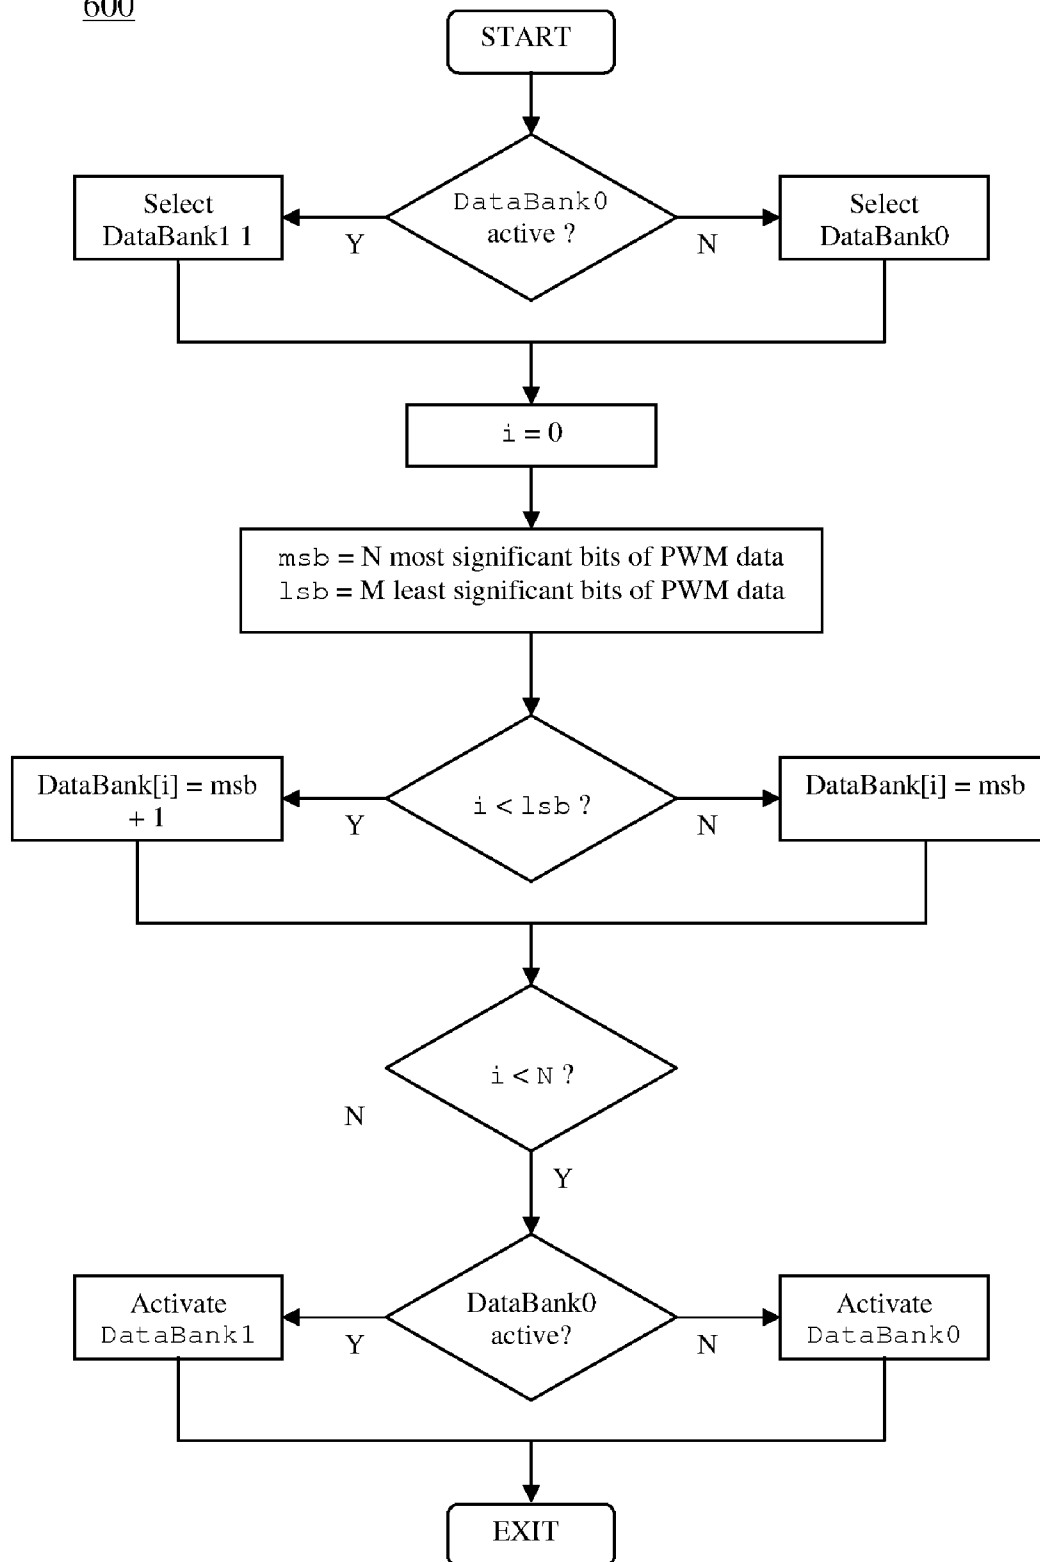 600
START
DataBank0
active ?
Select
DataBank1 1
Y
N
Select
DataBank0
i = 0
msb = N most significant bits of PWM data
lsb = M least significant bits of PWM data
DataBank[i] = msb
+ 1
Y
i < lsb ?
N
DataBank[i] = msb
i < N ?
N
Y
Activate
DataBank1
Y
DataBank0
active?
N
Activate
DataBank0
EXIT